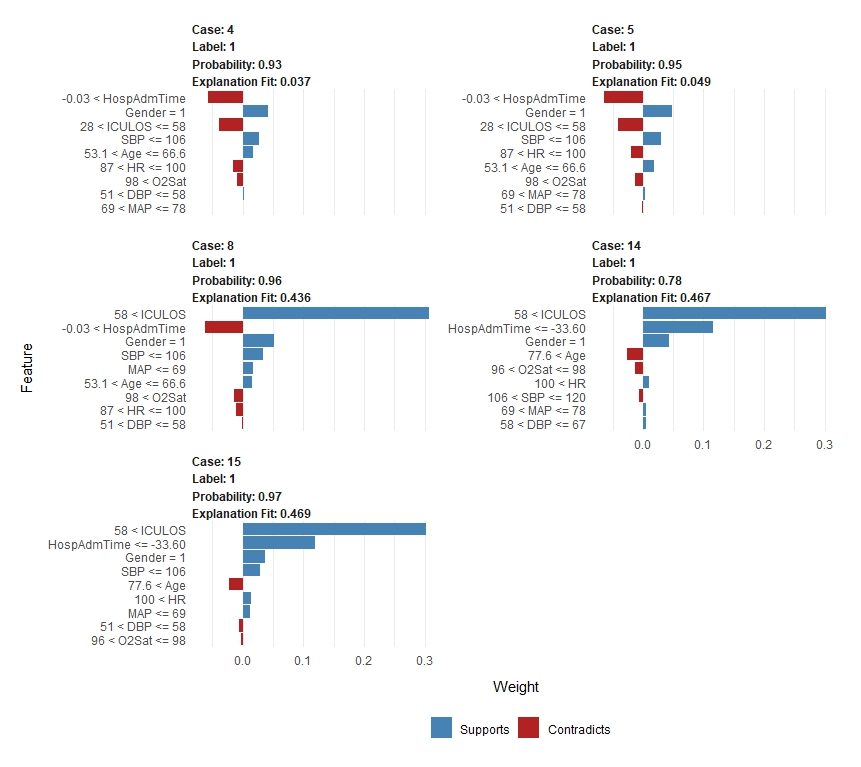 Case: 4
Label: 1
Probability: 0.93
Explanation Fit: 0.037
-0.03 < HospAdmTime
Gender = 1
28 < ICULOS <= 58
SBP <= 106
53.1 < Age <= 66.6
87 < HR <= 100
98 < O2Sat
51 < DBP <= 58
69 < MAP <= 78
Case: 5
Label: 1
Probability: 0.95
Explanation Fit: 0.049
-0.03 < HospAdmTime
Gender = 1
28 < ICULOS <= 58
SBP <= 106
87 < HR <= 100
53.1 < Age <= 66.6
98 < O2Sat
69 < MAP <= 78
51 < DBP <= 58
Case: 8
Label: 1
Probability: 0.96
Explanation Fit: 0.436
58 < ICULOS
-0.03 < HospAdmTime
Gender = 1
SBP <= 106
MAP <= 69
53.1 < Age <= 66.6
98 < O2Sat
87 < HR <= 100
51 < DBP <= 58
Case: 14
Label: 1
Probability: 0.78
Explanation Fit: 0.467
58 < ICULOS
HospAdmTime <= -33.60
Gender = 1
77.6 < Age
96 < O2Sat <= 98
100 < HR
106 < SBP <= 120
69 < MAP <= 78
58 < DBP <= 67
0.0 0.1 0.2 0.3
Case: 15
Label: 1
Probability: 0.97
Explanation Fit: 0.469
58 < ICULOS
HospAdmTime <= -33.60
Gender = 1
SBP <= 106
77.6 < Age
100 < HR
MAP <= 69
51 < DBP <= 58
96 < O2Sat <= 98
0.0 0.1 0.2 0.3
Feature
Weight
Supports Contradicts